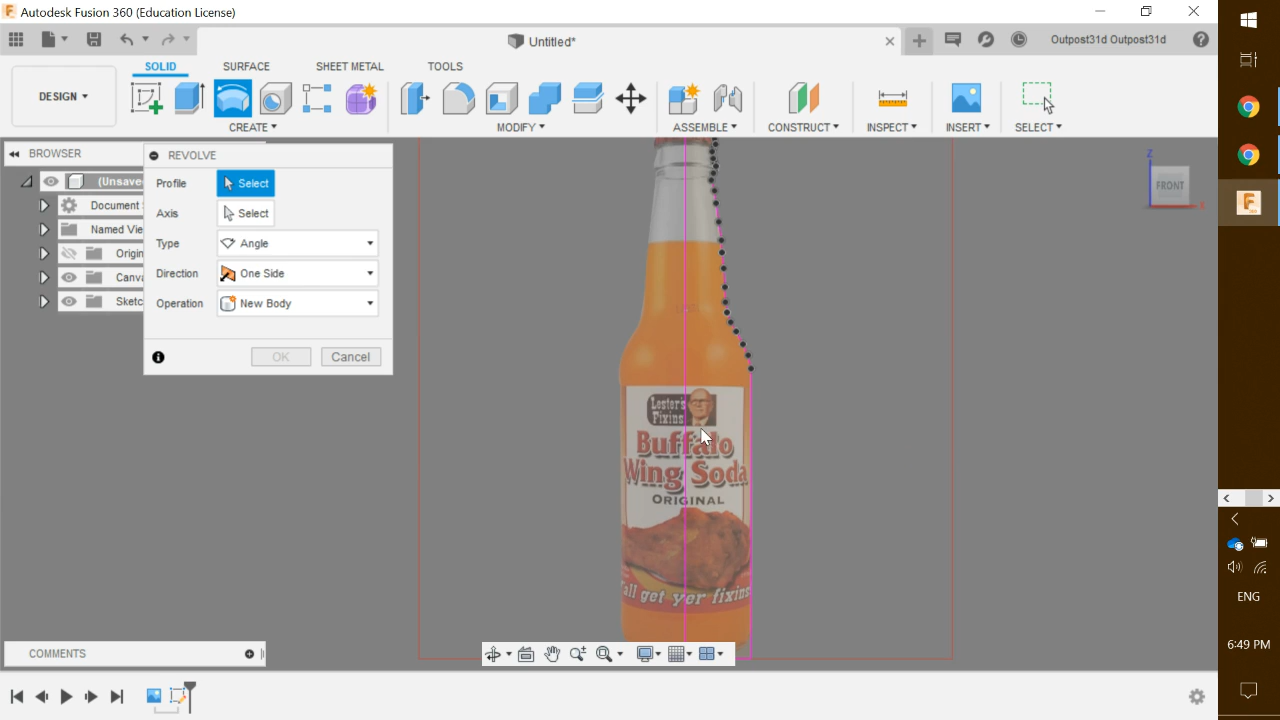 Autodesk Fusion 360 (Education License)
Untitled*
Outpost31d Outpost31d
DESIGN
SOLID
SURFACE
SHEET METAL
TOOLS
CREATE
MODIFY
ASSEMBLE
CONSTRUCT
INSPECT
INSERT
SELECT
BROWSER
(Unsave
Document
Named Vie
Origin
Canv
Sketc
REVOLVE
Profile Select
Axis Select
Type Angle
Direction One Side
Operation New Body
OK Cancel
Z
FRONT
X
Lester's
Fixins
Buffalo
Wing Soda
ORIGINAL
all get yer fixins
COMMENTS
ENG
6:49 PM